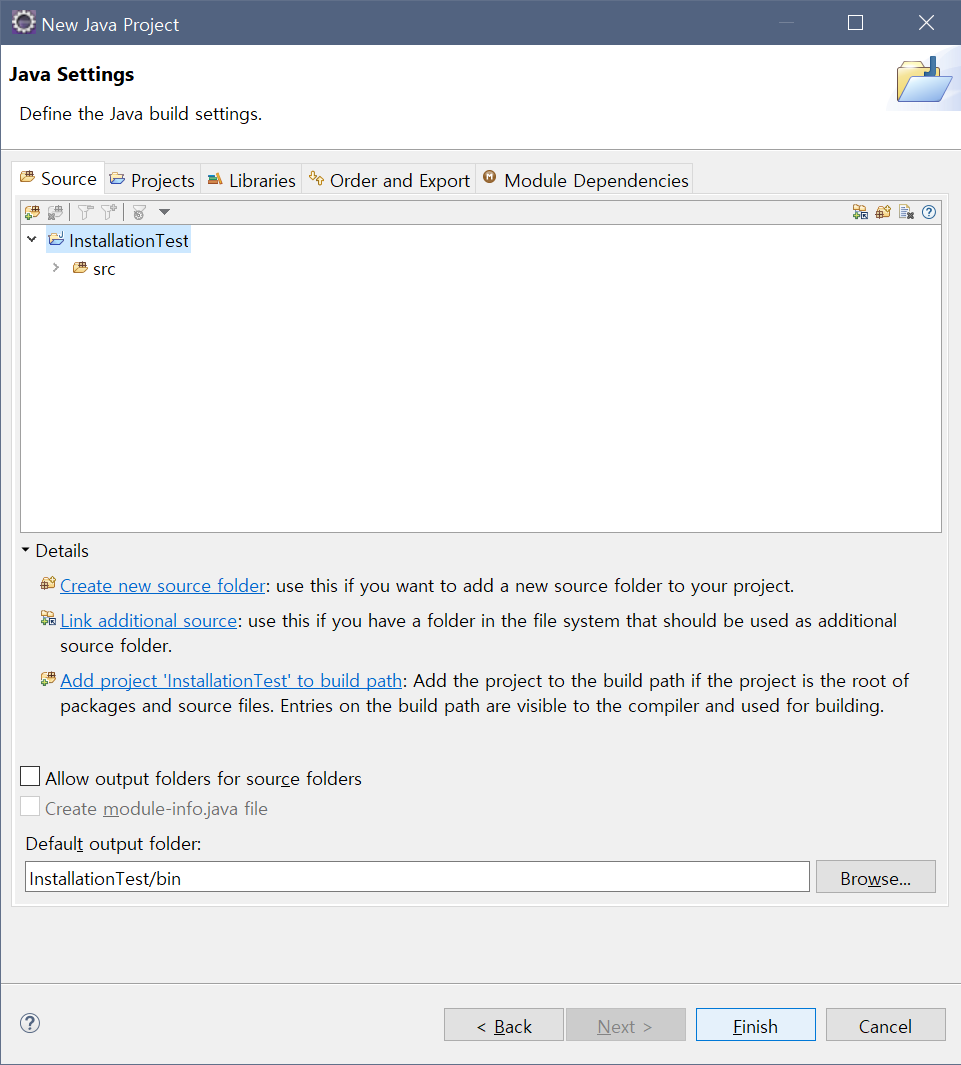 New Java Project
Java Settings
Define the Java build settings.
Source Projects Libraries Order and Export Module Dependencies
InstallationTest
src
Details
Create new source folder: use this if you want to add a new source folder to your project.
Link additional source: use this if you have a folder in the file system that should be used as additional
source folder.
Add project 'InstallationTest' to build path: Add the project to the build path if the project is the root of
packages and source files. Entries on the build path are visible to the compiler and used for building.
Allow output folders for source folders
Create module-info.java file
Default output folder:
InstallationTest/bin Browse...
< Back Next > Finish Cancel